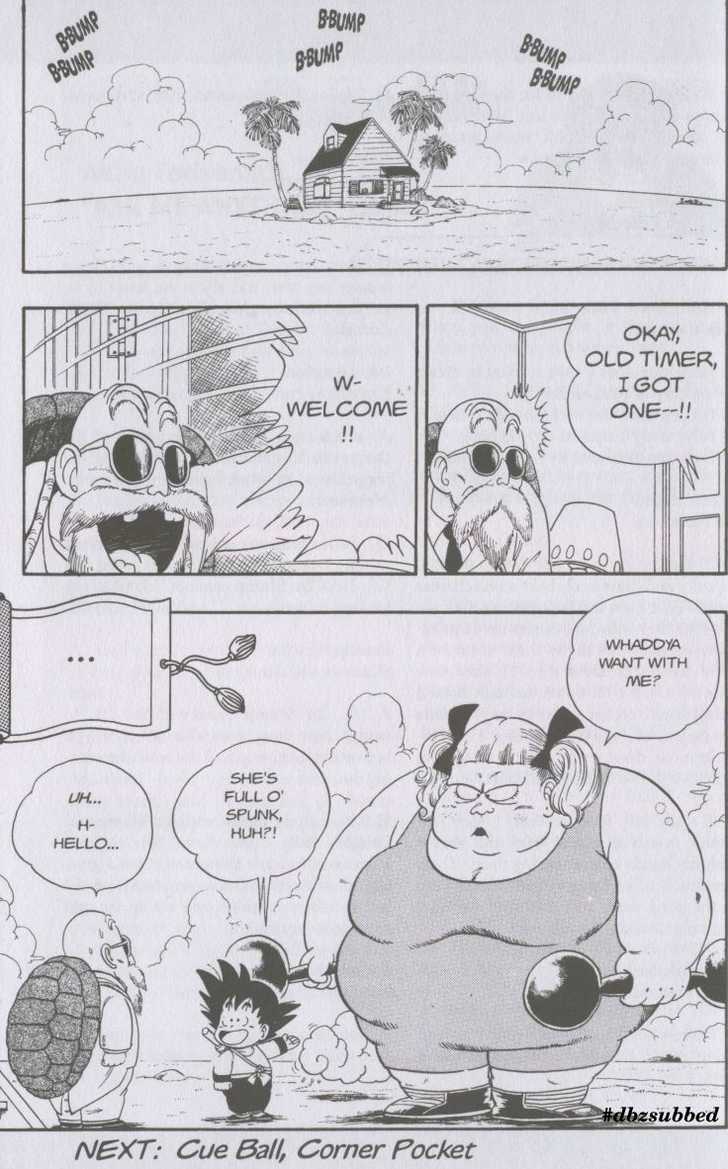 B-BUMP
B-BUMP
B-BUMP
B-BUMP
B-BUMP
B-BUMP
W-
WELCOME
!!
OKAY,
OLD TIMER,
I GOT
ONE--!!
...
WHADDYA
WANT WITH
ME?
SHE'S
FULL O'
SPUNK,
HUH?!
UH...
H-
HELLO...
#dbzsubbed
NEXT: Cue Ball, Corner Pocket